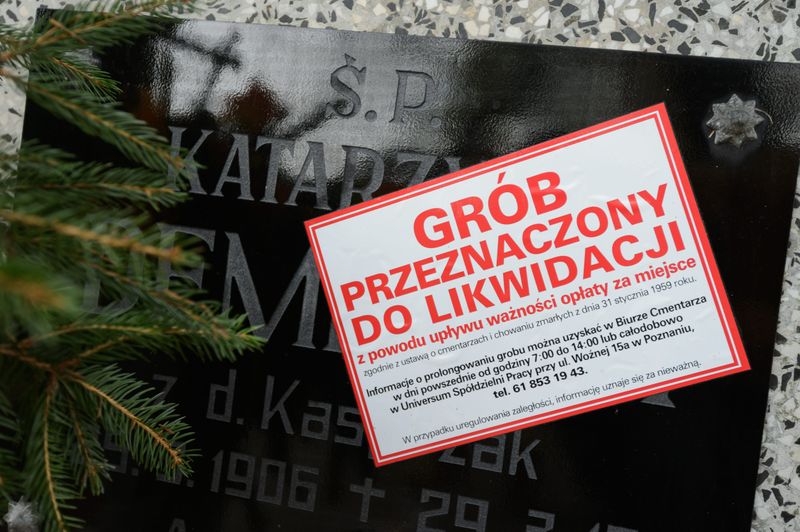 Ś. P.
GRÓB
PRZEZNACZONY
DO LIKWIDACJI
z powodu upływu ważności opłaty za miejsce
zgodnie z ustawą o cmentarzach i chowaniu zmarłych z dnia 31 stycznia 1959 roku.
Informacje o prolongowaniu grobu można uzyskać w Biurze Cmentarza
w dni powszednie od godziny 7:00 do 14:00 lub całodobowo
w Universum Spółdzielni Pracy przy ul. Woźnej 15a w Poznaniu,
tel. 61 853 19 43.
W przypadku uregulowania zaległości, informację uznaje się za nieważną.
z d.
1906 † 29.